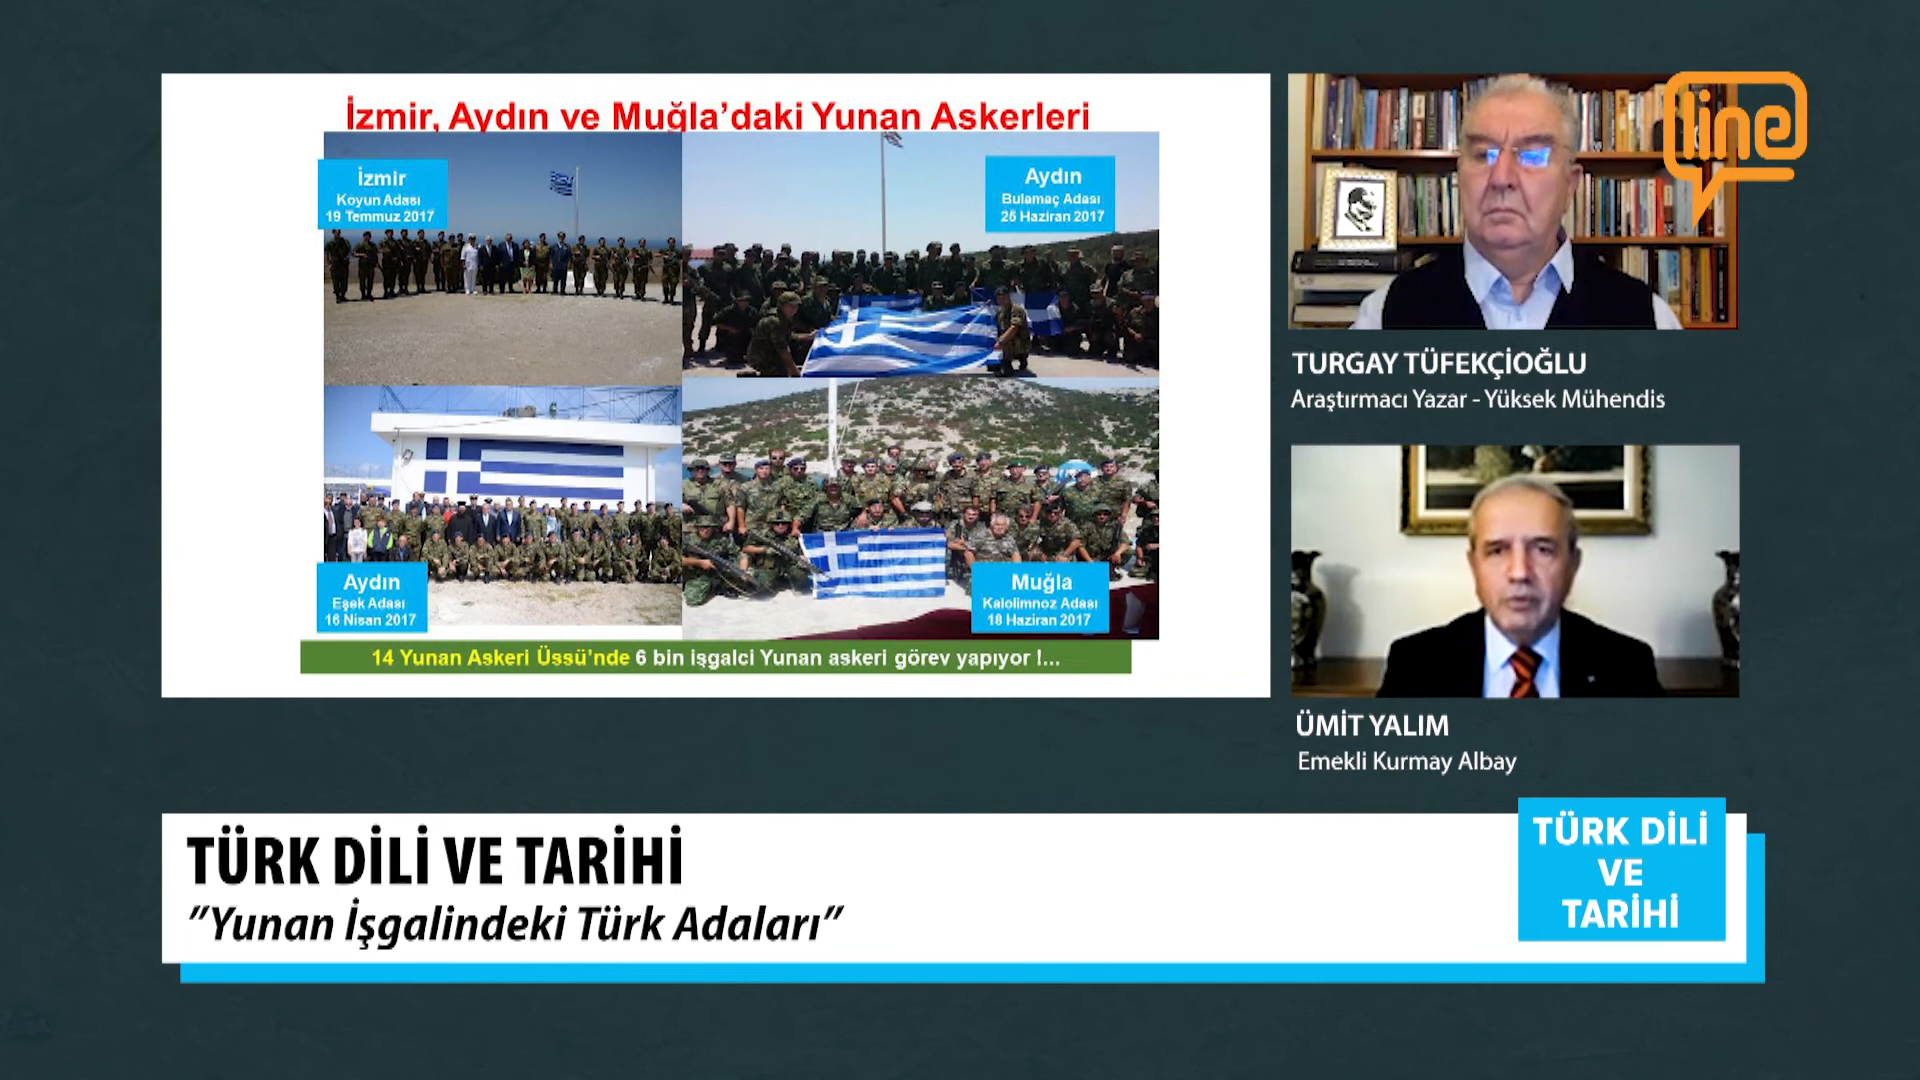 İzmir, Aydın ve Muğla’daki Yunan Askerleri
İzmir
Koyun Adası
19 Temmuz 2017
Aydın
Bulamaç Adası
25 Haziran 2017
Aydın
Eşek Adası
16 Nisan 2017
Muğla
Kalolimnoz Adası
18 Haziran 2017
14 Yunan Askeri Üssü’nde 6 bin işgalci Yunan askeri görev yapıyor !...
line
TURGAY TÜFEKÇİOĞLU
Araştırmacı Yazar - Yüksek Mühendis
ÜMİT YALIM
Emekli Kurmay Albay
TÜRK DİLİ VE TARİHİ
”Yunan İşgalindeki Türk Adaları”
TÜRK DİLİ
VE
TARİHİ